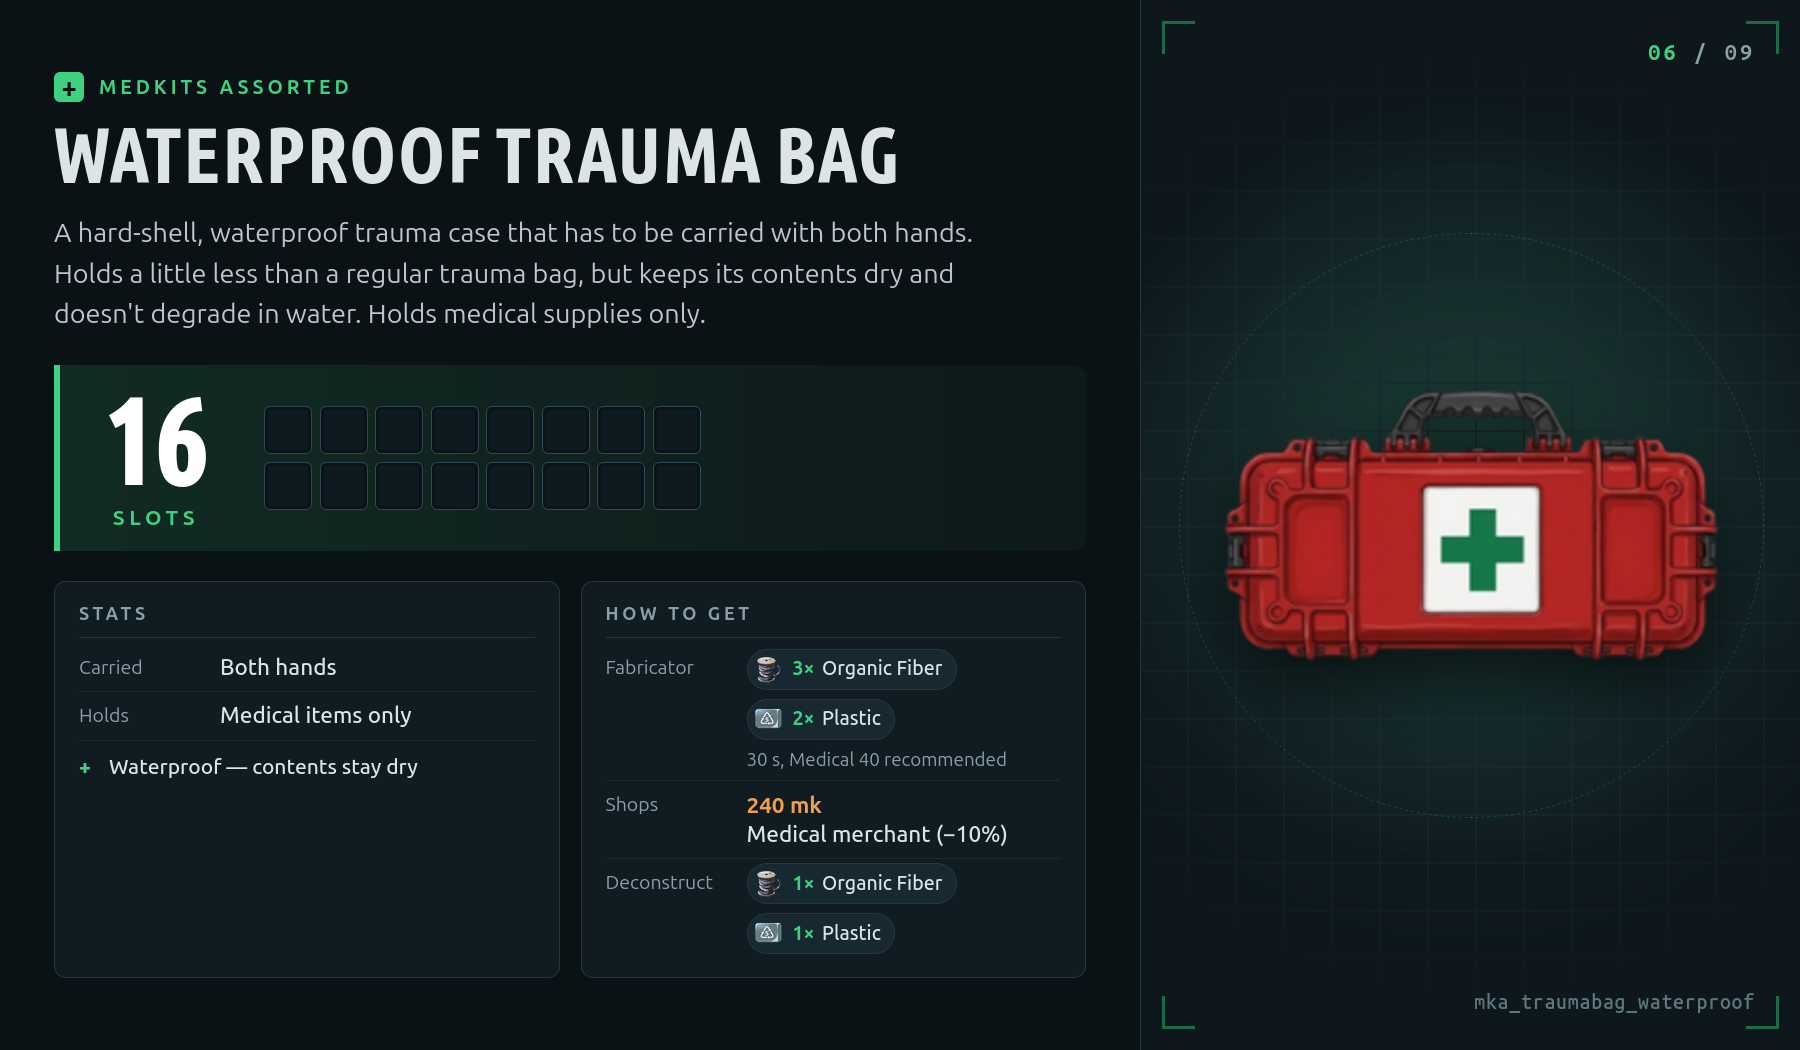 + MEDKITS ASSORTED
WATERPROOF TRAUMA BAG
A hard-shell, waterproof trauma case that has to be carried with both hands.
Holds a little less than a regular trauma bag, but keeps its contents dry and
doesn't degrade in water. Holds medical supplies only.
16
SLOTS
STATS
Carried Both hands
Holds Medical items only
+ Waterproof — contents stay dry
HOW TO GET
Fabricator 3× Organic Fiber
2× Plastic
30 s, Medical 40 recommended
Shops 240 mk
Medical merchant (−10%)
Deconstruct 1× Organic Fiber
1× Plastic
06 / 09
mka_traumabag_waterproof